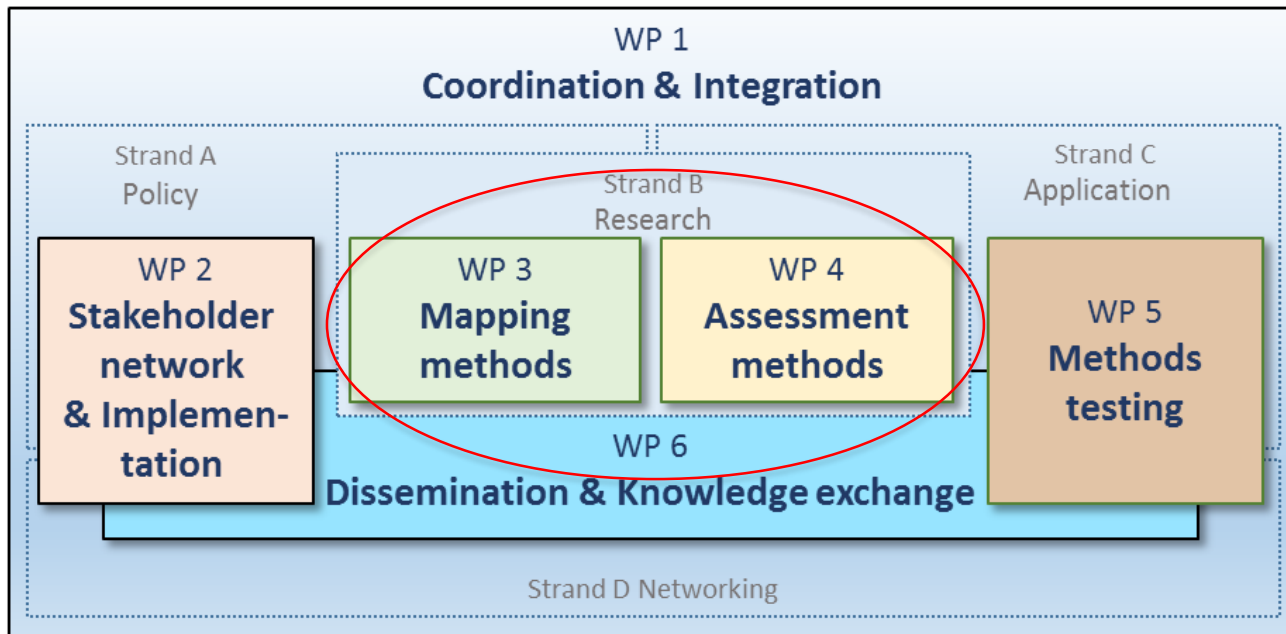 WP 1
Coordination & Integration
Strand A
Policy
Strand B
Research
Strand C
Application
WP 2
Stakeholder
network
& Implemen-
tation
WP 3
Mapping
methods
WP 4
Assessment
methods
WP 5
Methods
testing
WP 6
Dissemination & Knowledge exchange
Strand D Networking